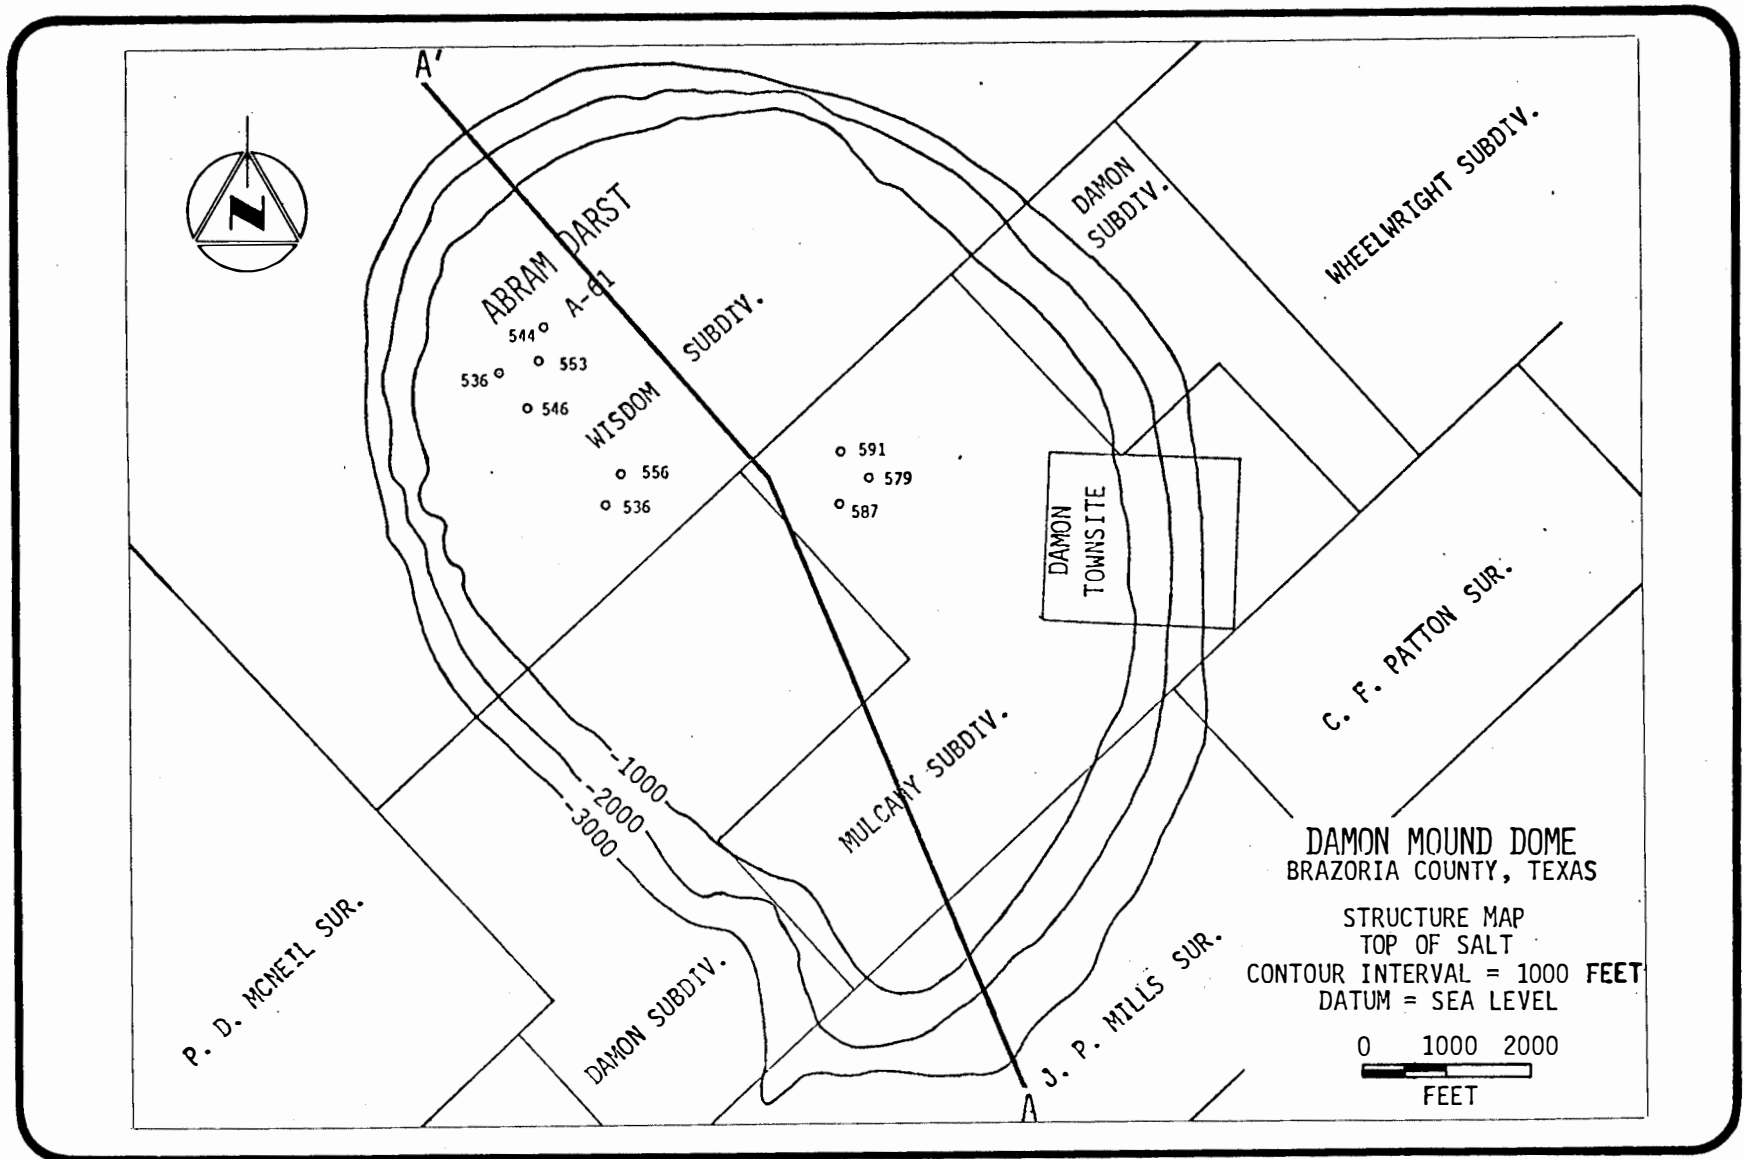 A'
N
ABRAM DARST
A-61
DAMON
SUBDIV.
WHEELWRIGHT SUBDIV.
WISDOM SUBDIV.
544
553
536
546
556
536
591
579
587
DAMON
TOWNSITE
C. F. PATTON SUR.
MULCAHY SUBDIV.
-1000
-2000
-3000
P. D. MCNEIL SUR.
DAMON SUBDIV.
J. P. MILLS SUR.
A
DAMON MOUND DOME
BRAZORIA COUNTY, TEXAS
STRUCTURE MAP
TOP OF SALT
CONTOUR INTERVAL = 1000 FEET
DATUM = SEA LEVEL
0 1000 2000
FEET